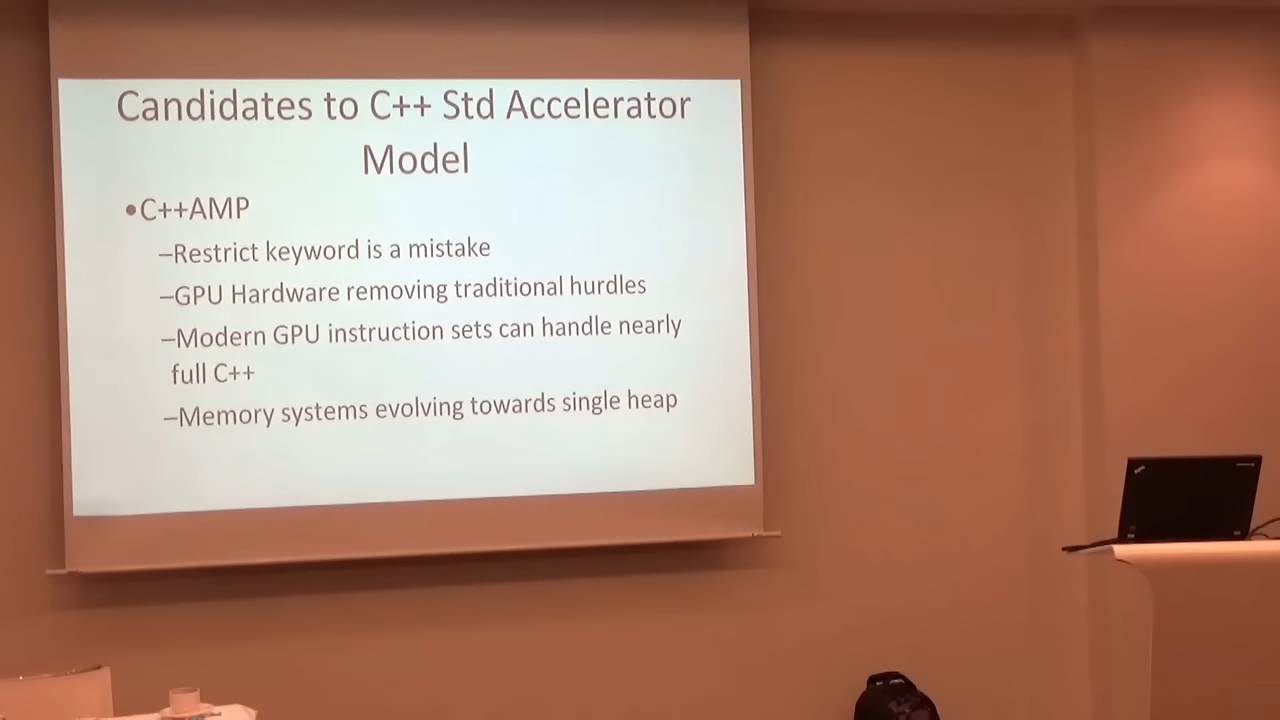 Candidates to C++ Std Accelerator
Model
•C++AMP
–Restrict keyword is a mistake
–GPU Hardware removing traditional hurdles
–Modern GPU instruction sets can handle nearly
full C++
–Memory systems evolving towards single heap